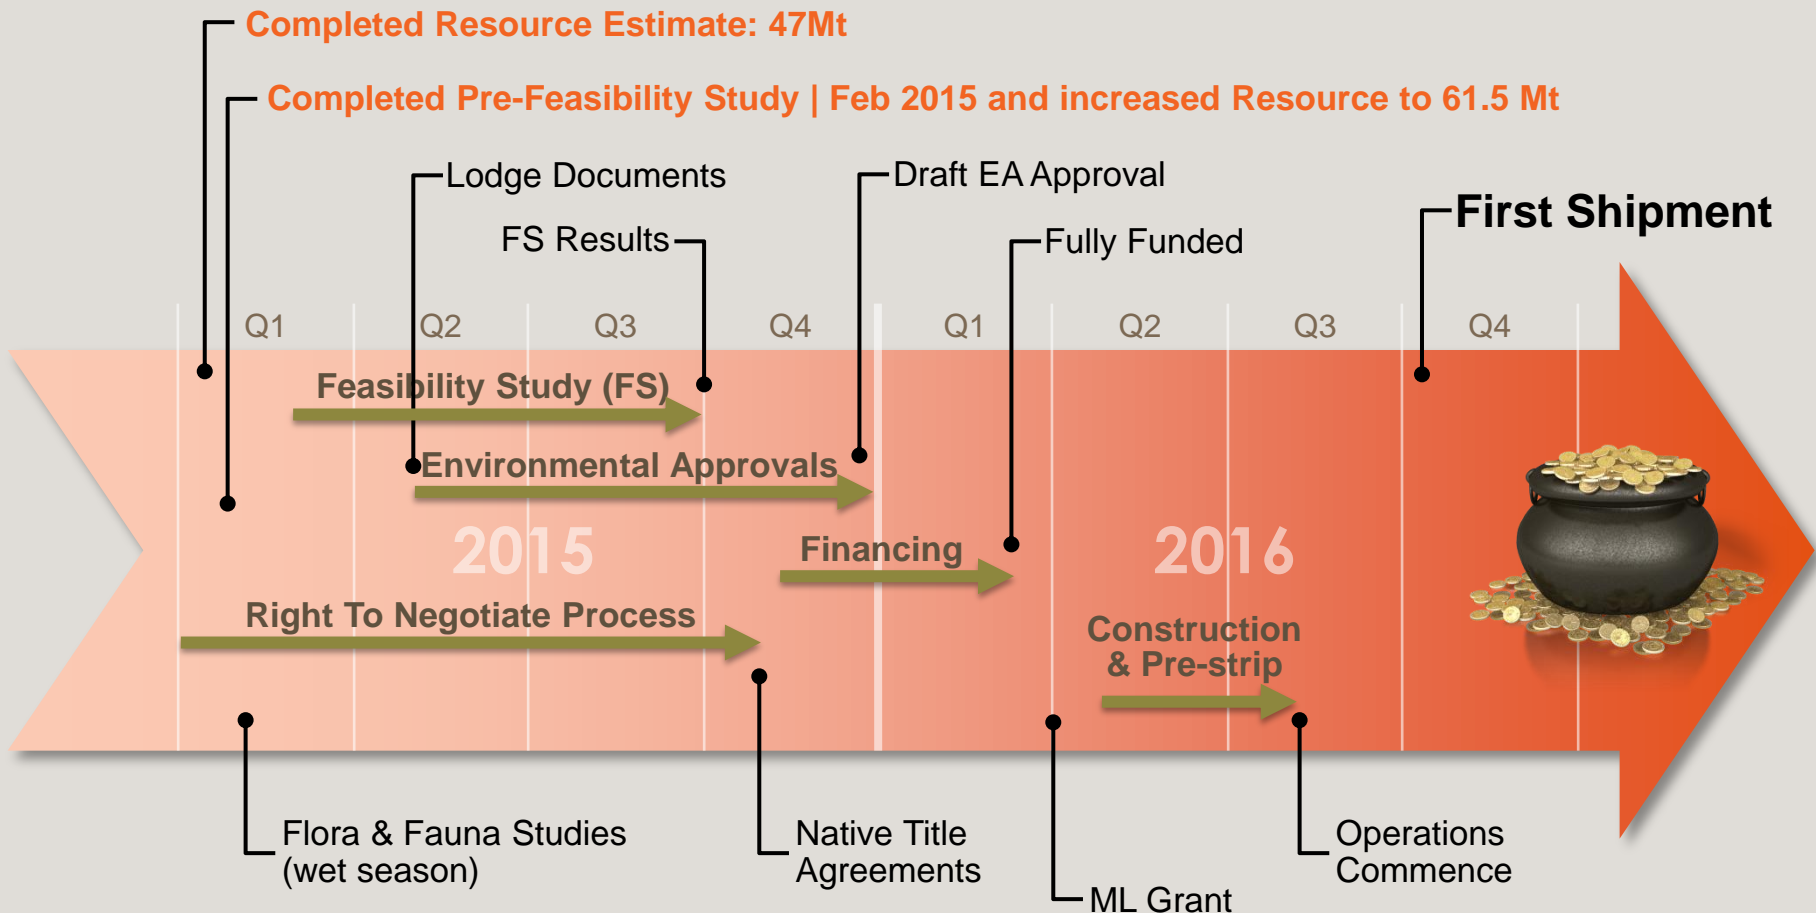 Completed Resource Estimate: 47Mt
Completed Pre-Feasibility Study | Feb 2015 and increased Resource to 61.5 Mt
Lodge Documents
Draft EA Approval
First Shipment
FS Results
Fully Funded
Q1 Q2 Q3 Q4 Q1 Q2 Q3 Q4
Feasibility Study (FS)
Environmental Approvals
2015
Financing
2016
Right To Negotiate Process
Construction
& Pre-strip
Flora & Fauna Studies
(wet season)
Native Title
Agreements
ML Grant
Operations
Commence